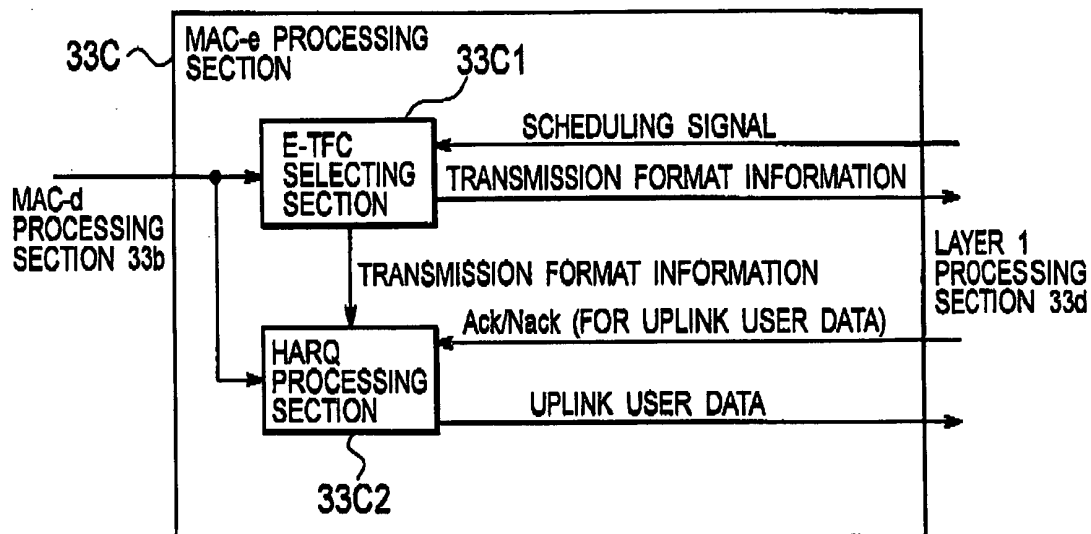 33C
MAC-e PROCESSING
SECTION
33C1
E-TFC
SELECTING
SECTION
SCHEDULING SIGNAL
TRANSMISSION FORMAT INFORMATION
MAC-d
PROCESSING
SECTION 33b
TRANSMISSION FORMAT INFORMATION
LAYER 1
PROCESSING
SECTION 33d
Ack/Nack (FOR UPLINK USER DATA)
HARQ
PROCESSING
SECTION
UPLINK USER DATA
33C2